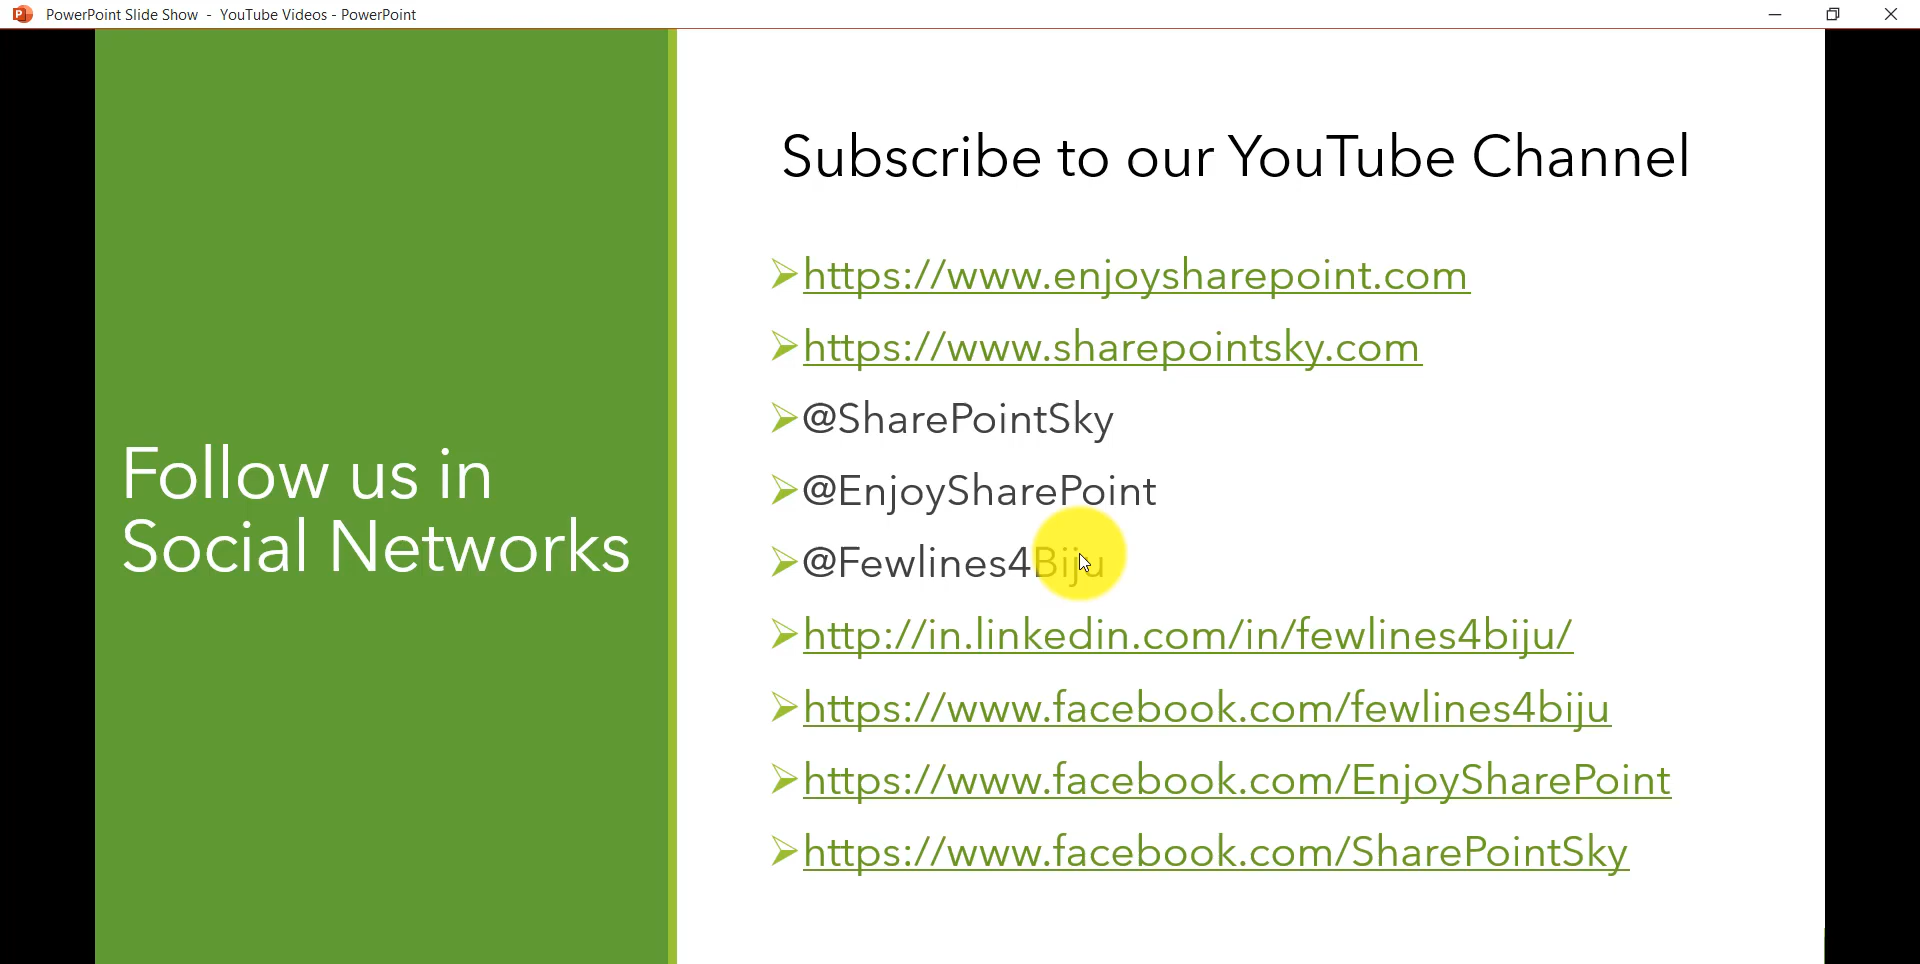 PowerPoint Slide Show - YouTube Videos - PowerPoint
Follow us in
Social Networks
Subscribe to our YouTube Channel
https://www.enjoysharepoint.com
https://www.sharepointsky.com
@SharePointSky
@EnjoySharePoint
@Fewlines4Biju
http://in.linkedin.com/in/fewlines4biju/
https://www.facebook.com/fewlines4biju
https://www.facebook.com/EnjoySharePoint
https://www.facebook.com/SharePointSky